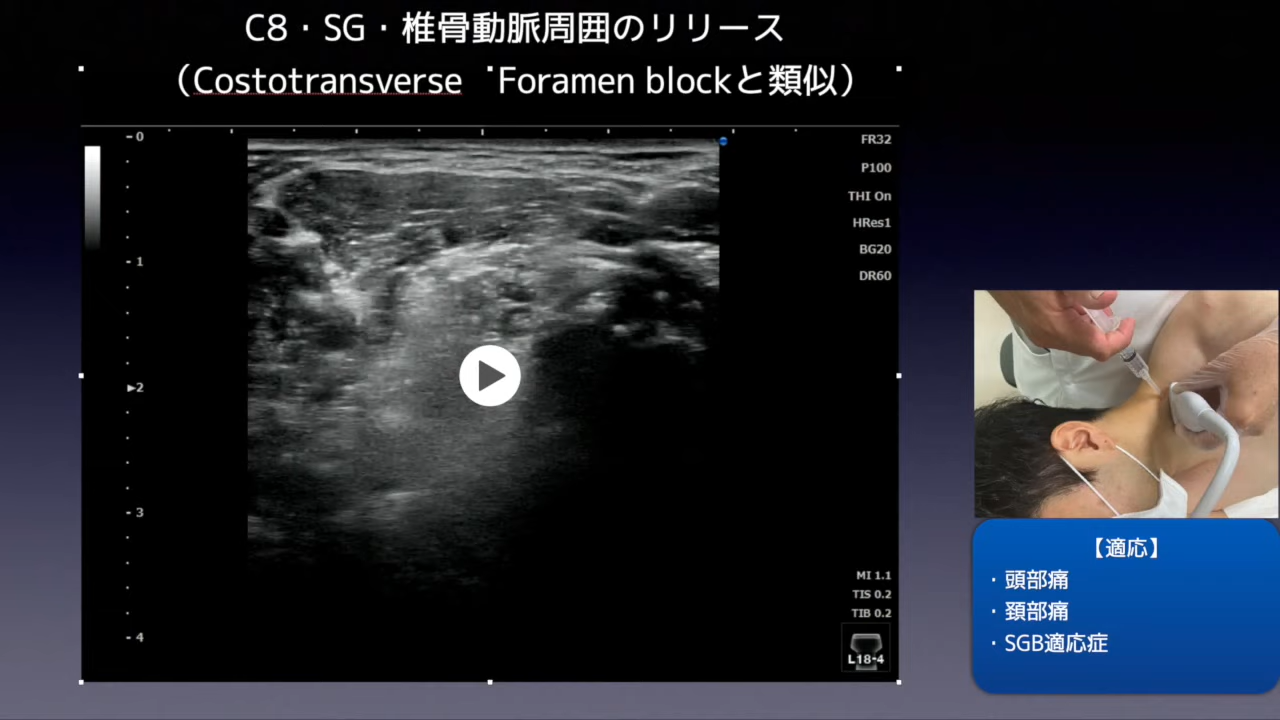 C8・SG・椎骨動脈周囲のリリース
（Costotransverse Foramen blockと類似）
0
1
2
3
4
FR32
P100
THI On
HRes1
BG20
DR60
MI 1.1
TIS 0.2
TIB 0.2
L18-4
【適応】
・頭部痛
・頚部痛
・SGB適応症